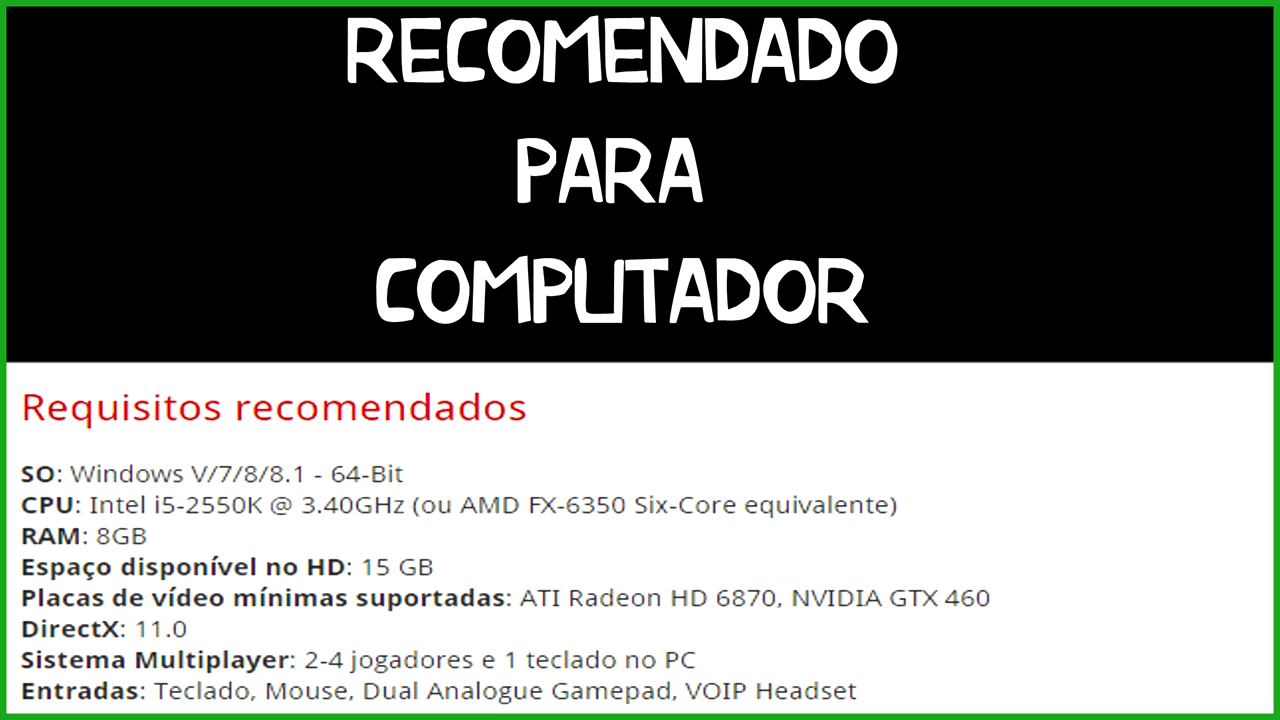 RECOMENDADO
PARA
COMPUTADOR
Requisitos recomendados
SO: Windows V/7/8/8.1 - 64-Bit
CPU: Intel i5-2550K @ 3.40GHz (ou AMD FX-6350 Six-Core equivalente)
RAM: 8GB
Espaço disponível no HD: 15 GB
Placas de vídeo mínimas suportadas: ATI Radeon HD 6870, NVIDIA GTX 460
DirectX: 11.0
Sistema Multiplayer: 2-4 jogadores e 1 teclado no PC
Entradas: Teclado, Mouse, Dual Analogue Gamepad, VOIP Headset